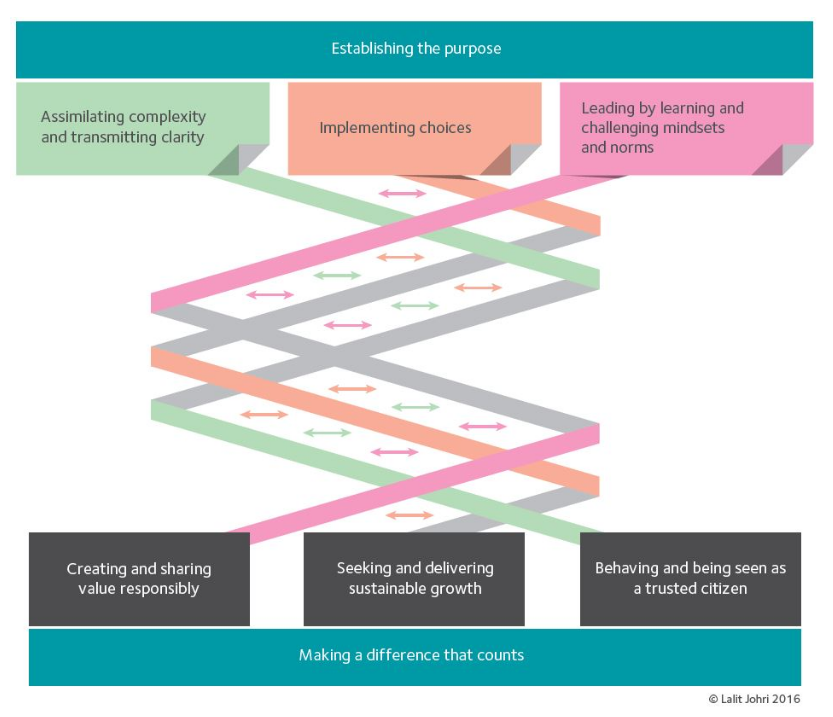 Establishing the purpose
Assimilating complexity
and transmitting clarity
Implementing choices
Leading by learning and
challenging mindsets
and norms
Creating and sharing
value responsibly
Seeking and delivering
sustainable growth
Behaving and being seen as
a trusted citizen
Making a difference that counts
© Lalit Johri 2016